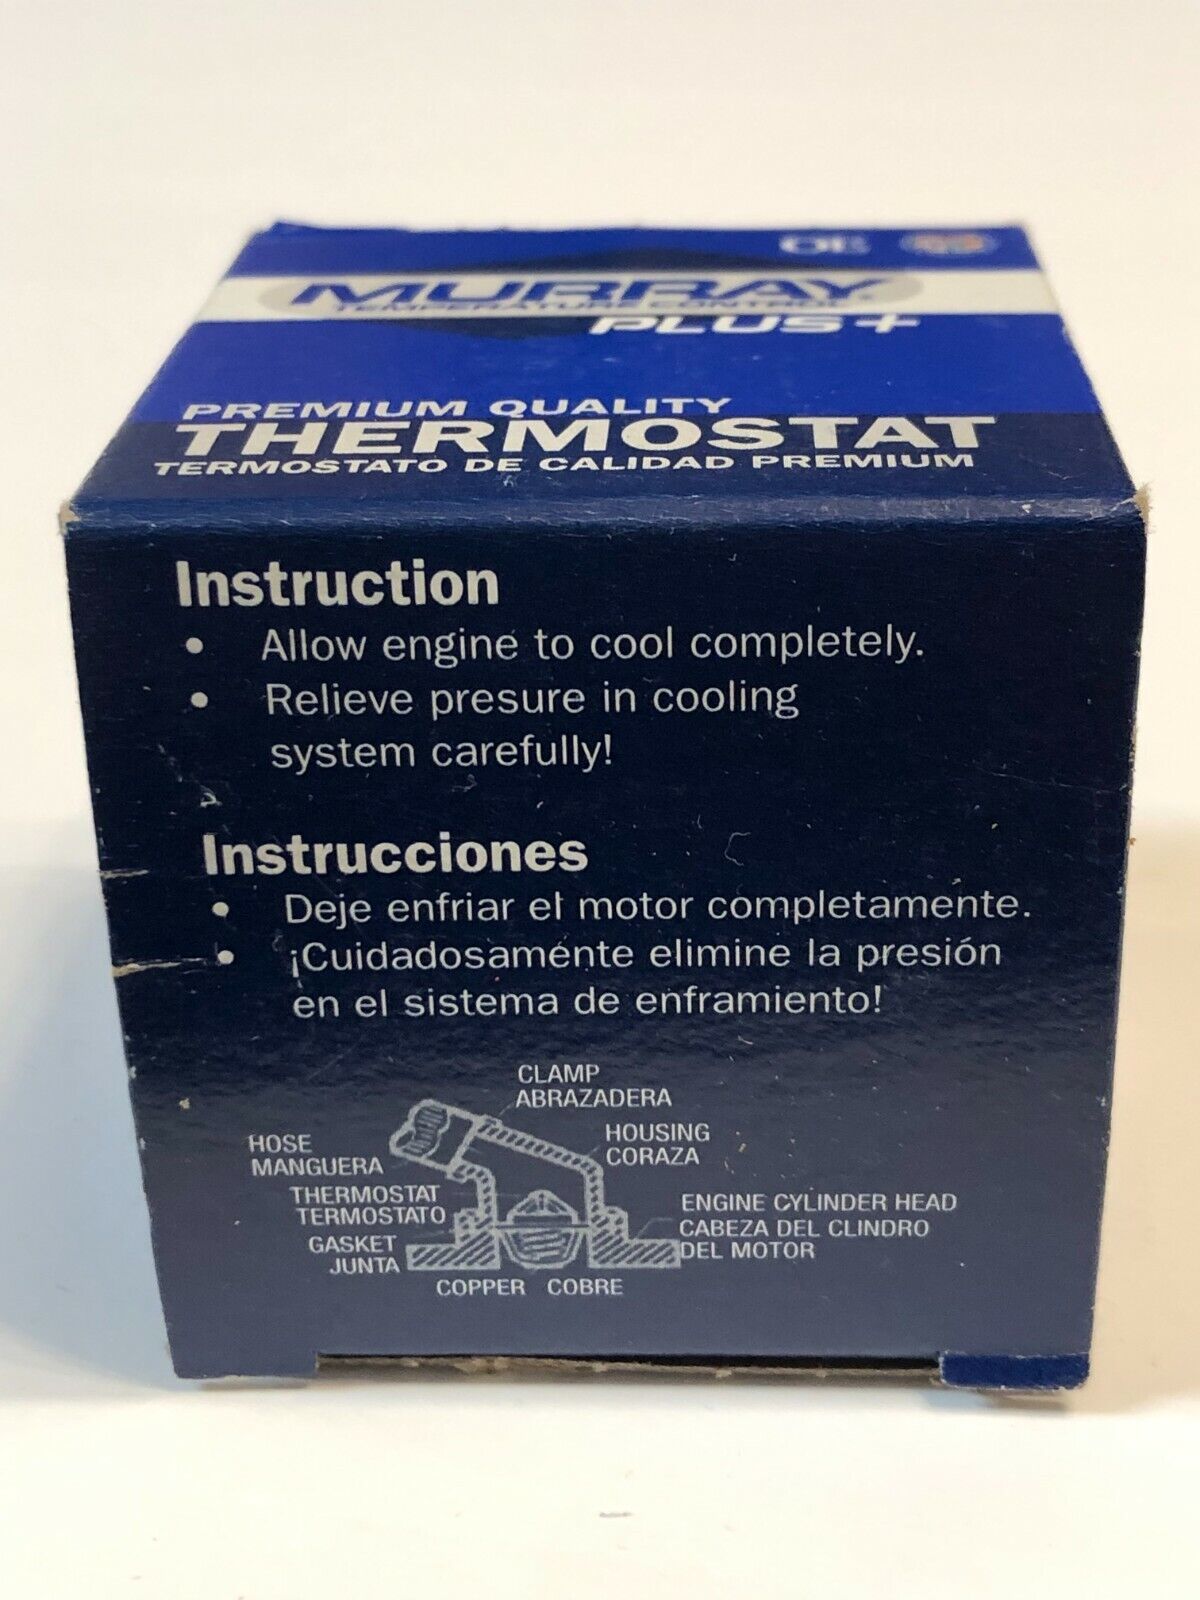 MURRAY
TEMPERATURE CONTROL
PLUS+
PREMIUM QUALITY
THERMOSTAT
TERMOSTATO DE CALIDAD PREMIUM
Instruction
• Allow engine to cool completely.
• Relieve presure in cooling
system carefully!
Instrucciones
• Deje enfriar el motor completamente.
• ¡Cuidadosamente elimine la presión
en el sistema de enframiento!
CLAMP
ABRAZADERA
HOSE
MANGUERA
HOUSING
CORAZA
THERMOSTAT
TERMOSTATO
ENGINE CYLINDER HEAD
CABEZA DEL CLINDRO
DEL MOTOR
GASKET
JUNTA
COPPER COBRE